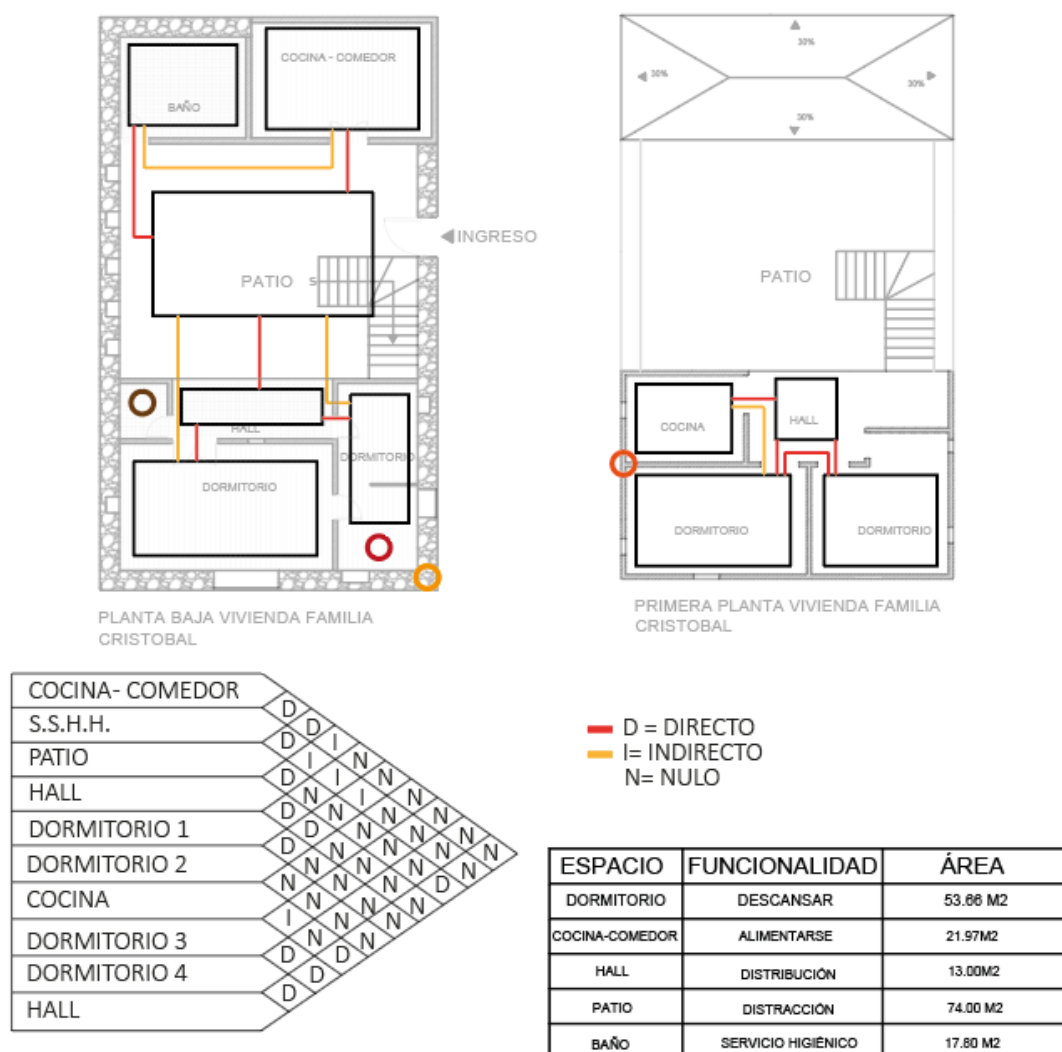 COCINA - COMEDOR
BAÑO
INGRESO
PATIO
S
HALL
DORMITORIO
DORMITORIO
PLANTA BAJA VIVIENDA FAMILIA
CRISTOBAL
30%
30%
30%
30%
PATIO
COCINA
HALL
DORMITORIO
DORMITORIO
PRIMERA PLANTA VIVIENDA FAMILIA
CRISTOBAL
COCINA- COMEDOR
S.S.H.H.
PATIO
HALL
DORMITORIO 1
DORMITORIO 2
COCINA
DORMITORIO 3
DORMITORIO 4
HALL
D
D
D I
I N
D I N
N I N
D N N N
D N N N
D N N N N
N N N N
N N N D
N N N
I N N
N N
D D
D
D
D = DIRECTO
I= INDIRECTO
N= NULO
ESPACIO FUNCIONALIDAD ÁREA
DORMITORIO DESCANSAR 53.66 M2
COCINA-COMEDOR ALIMENTARSE 21.97M2
HALL DISTRIBUCIÓN 13.00M2
PATIO DISTRACCIÓN 74.00 M2
BAÑO SERVICIO HIGIÉNICO 17.80 M2